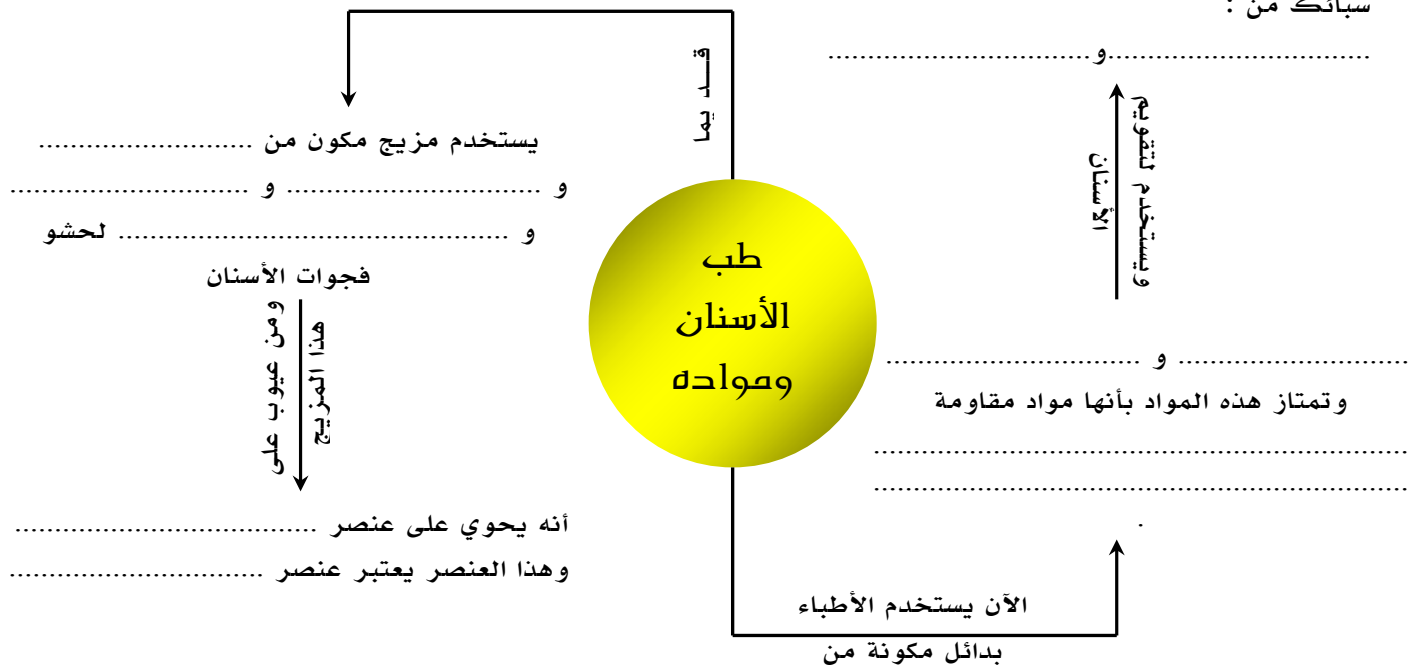 سبائك من :
..............................و..............................
ويستخدم لتقويم
الأسنان
............................ و ............................
وتمتاز هذه المواد بأنها مواد مقاومة
............................................................
............................................................
.
قــد يما
يستخدم مزيج مكون من ...........................
و ............................ و ...........................
و ............................................ لحشو
فجوات الأسنان
ومن عيوب على
هذا المزيج
أنه يحوي على عنصر ..................................
وهذا العنصر يعتبر عنصر .............................
طب
الأسنان
ومواده
الآن يستخدم الأطباء
بدائل مكونة من